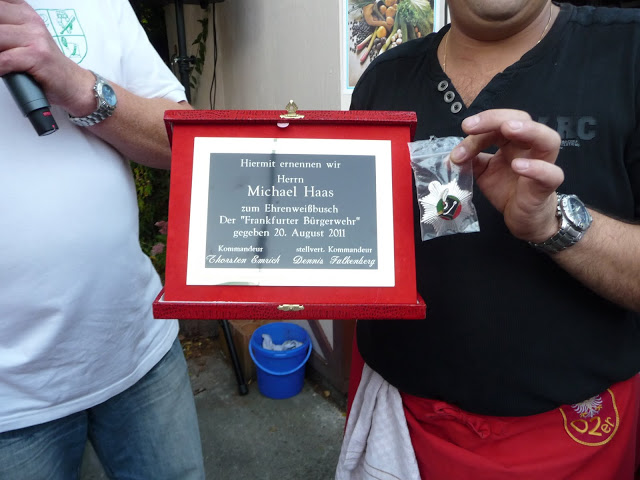 Hiermit ernennen wir
Herrn
Michael Haas
zum Ehrenweißbusch
Der "Frankfurter Bürgerwehr"
gegeben 20. August 2011
Kommandeur stellvert. Kommandeur
Thorsten Emrich Dennis Falkenberg
D2er